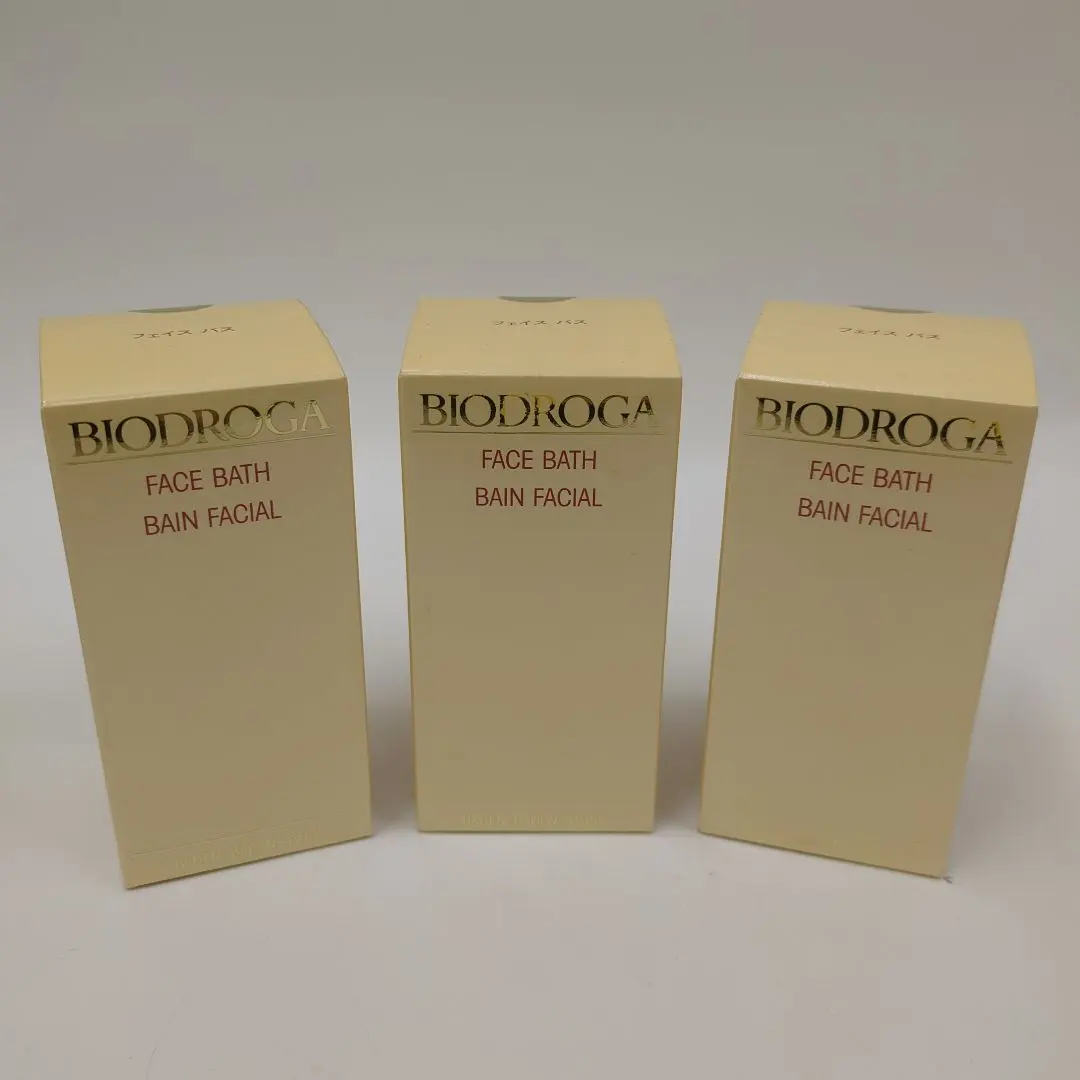 フェイス バス
BIODROGA
FACE BATH
BAIN FACIAL
フェイス バス
BIODROGA
FACE BATH
BAIN FACIAL
フェイス バス
BIODROGA
FACE BATH
BAIN FACIAL